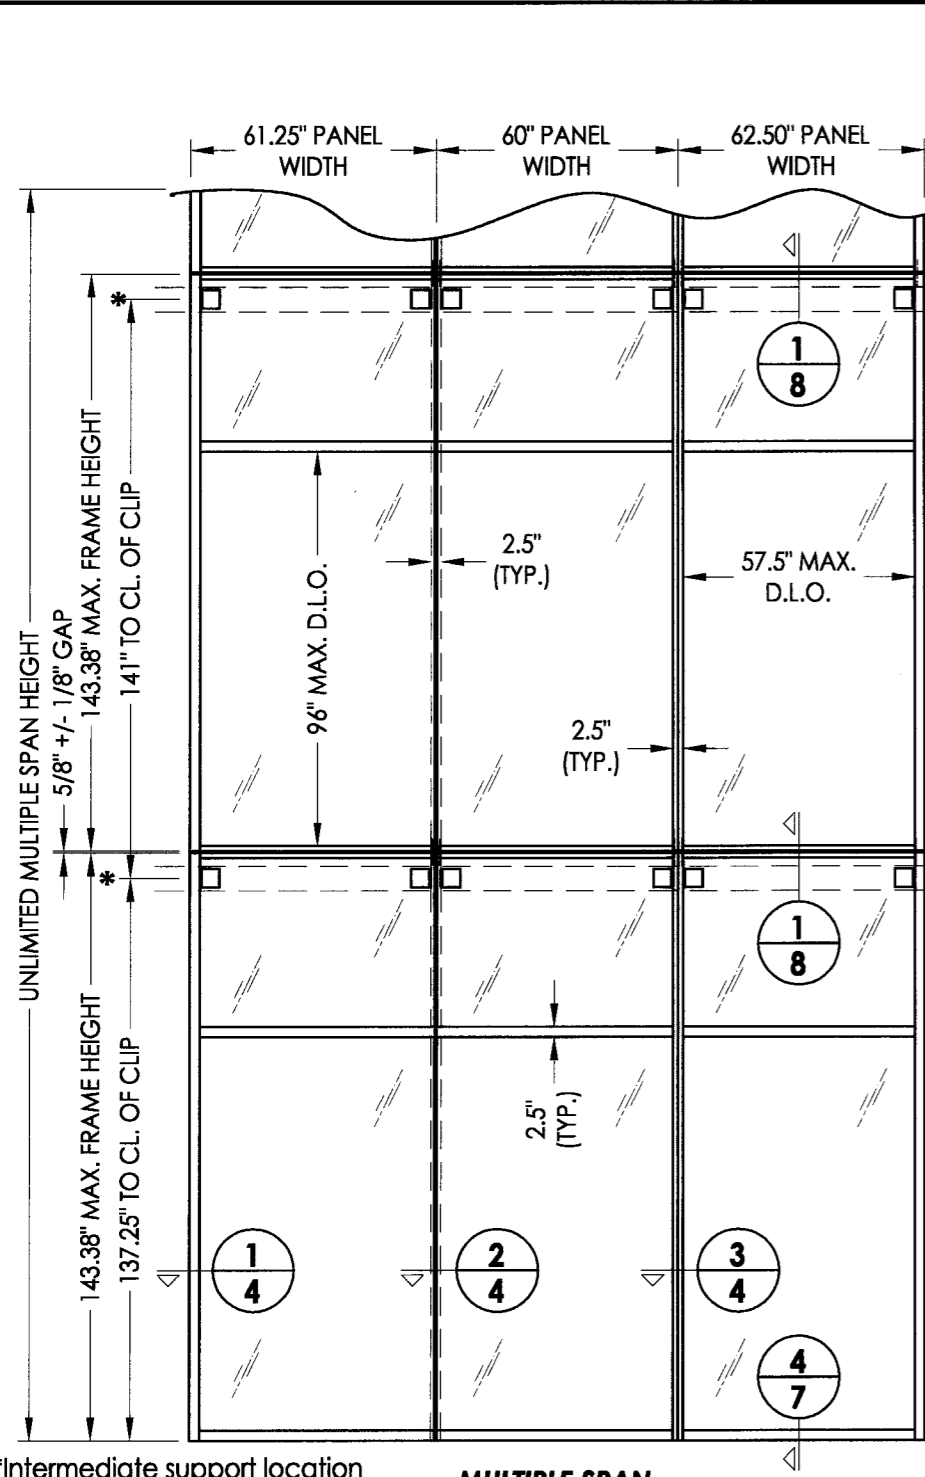 61.25" PANEL
WIDTH
60" PANEL
WIDTH
62.50" PANEL
WIDTH
*
1
8
UNLIMITED MULTIPLE SPAN HEIGHT
5/8" +/- 1/8" GAP
143.38" MAX. FRAME HEIGHT
141" TO CL. OF CLIP
96" MAX. D.L.O.
2.5"
(TYP.)
57.5" MAX.
D.L.O.
2.5"
(TYP.)
*
1
8
143.38" MAX. FRAME HEIGHT
137.25" TO CL. OF CLIP
2.5"
(TYP.)
1
4
2
4
3
4
4
7
*Intermediate support location
MULTIPLE SPAN